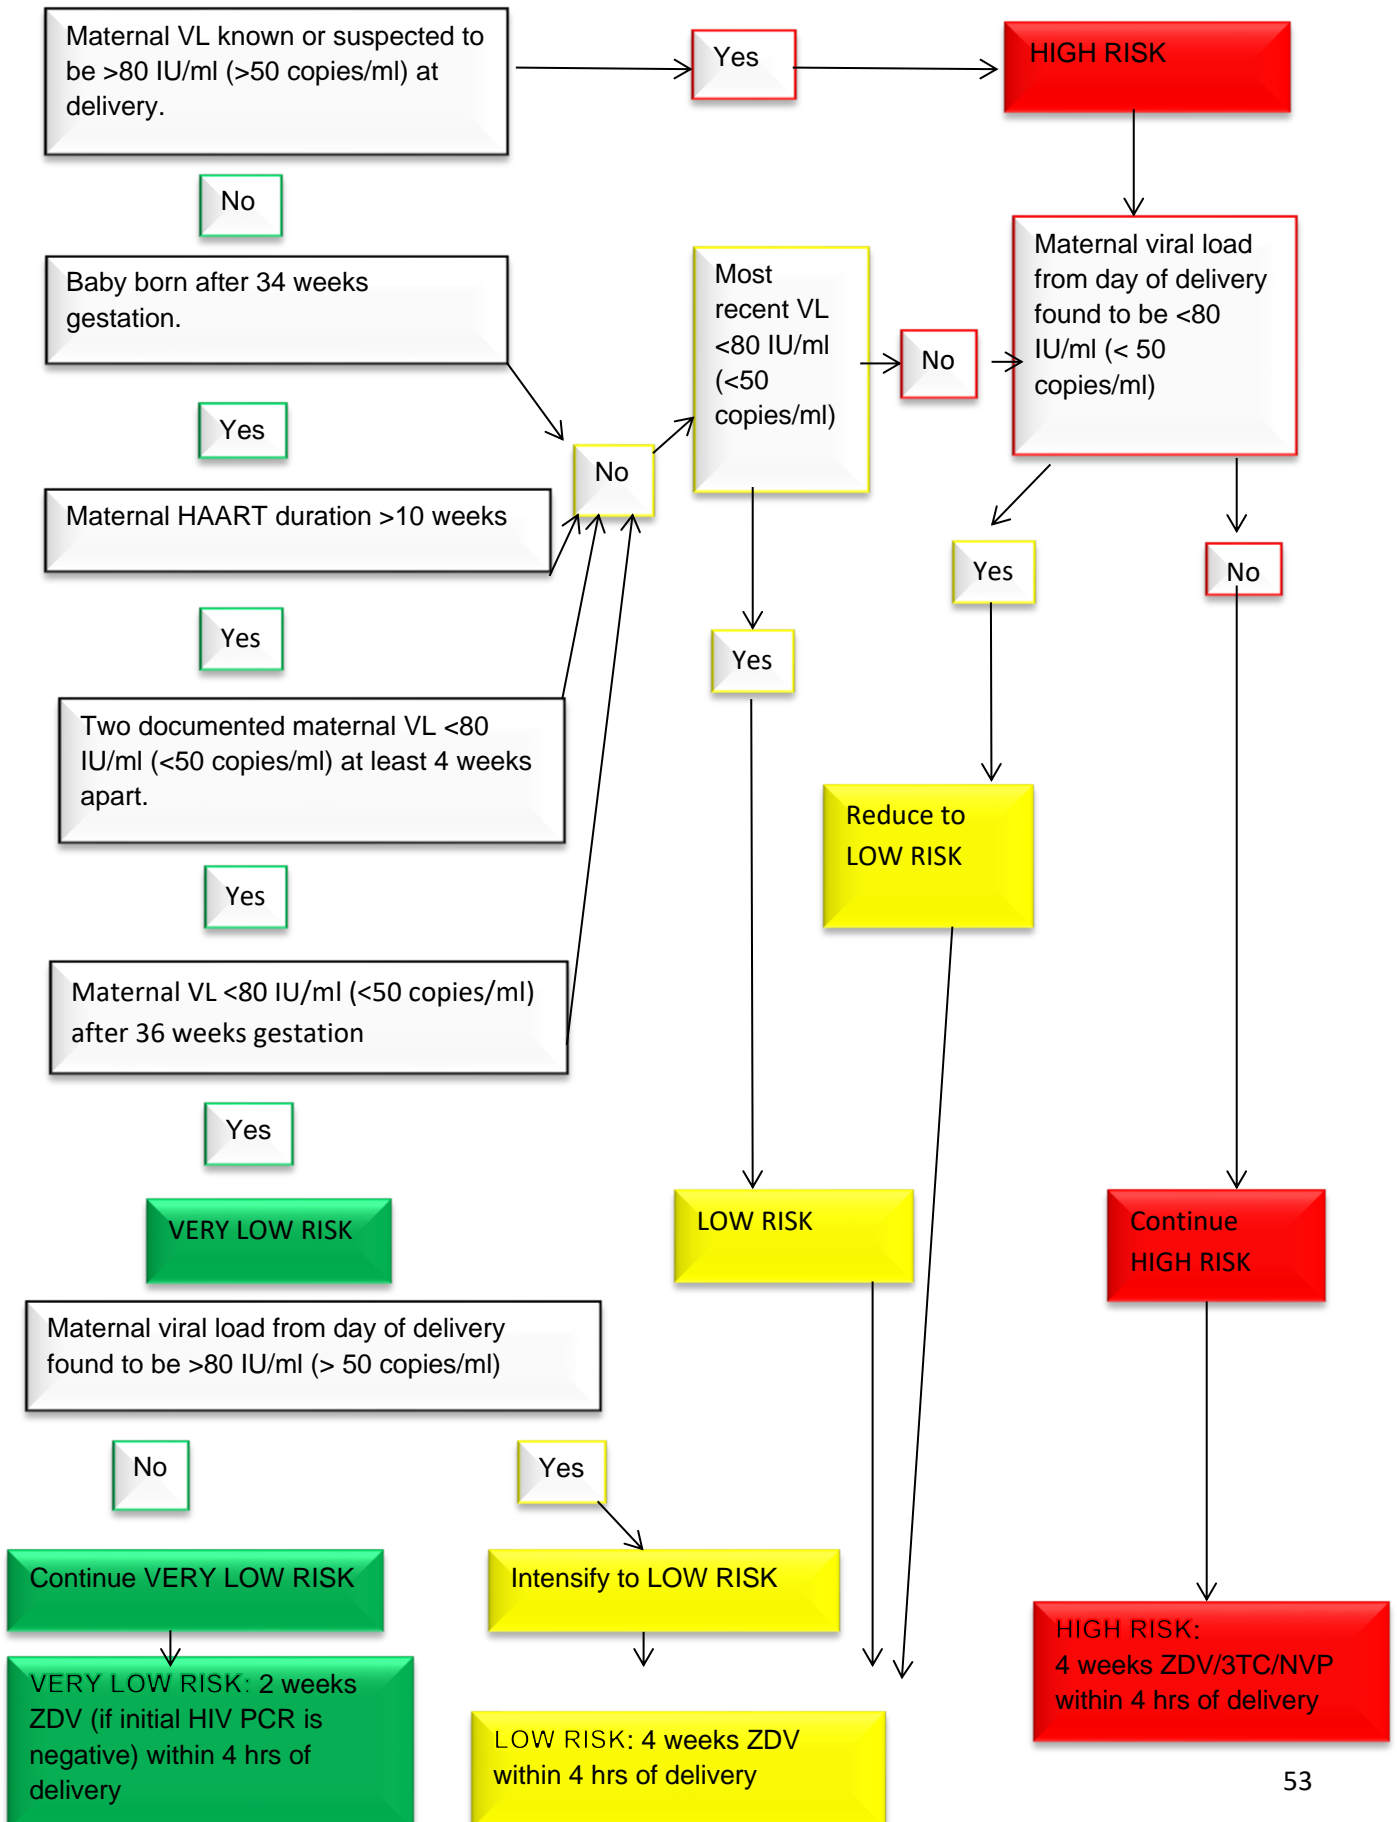 Maternal VL known or suspected to
be >80 IU/ml (>50 copies/ml) at
delivery.
Yes
HIGH RISK
No
Baby born after 34 weeks
gestation.
Most
recent VL
<80 IU/ml
(<50
copies/ml)
No
Maternal viral load
from day of delivery
found to be <80
IU/ml (< 50
copies/ml)
Yes
No
Maternal HAART duration >10 weeks
Yes
No
Yes
Yes
Two documented maternal VL <80
IU/ml (<50 copies/ml) at least 4 weeks
apart.
Reduce to
LOW RISK
Yes
Maternal VL <80 IU/ml (<50 copies/ml)
after 36 weeks gestation
Yes
VERY LOW RISK
LOW RISK
Continue
HIGH RISK
Maternal viral load from day of delivery
found to be >80 IU/ml (> 50 copies/ml)
No
Yes
Continue VERY LOW RISK
Intensify to LOW RISK
VERY LOW RISK: 2 weeks
ZDV (if initial HIV PCR is
negative) within 4 hrs of
delivery
LOW RISK: 4 weeks ZDV
within 4 hrs of delivery
HIGH RISK:
4 weeks ZDV/3TC/NVP
within 4 hrs of delivery
53